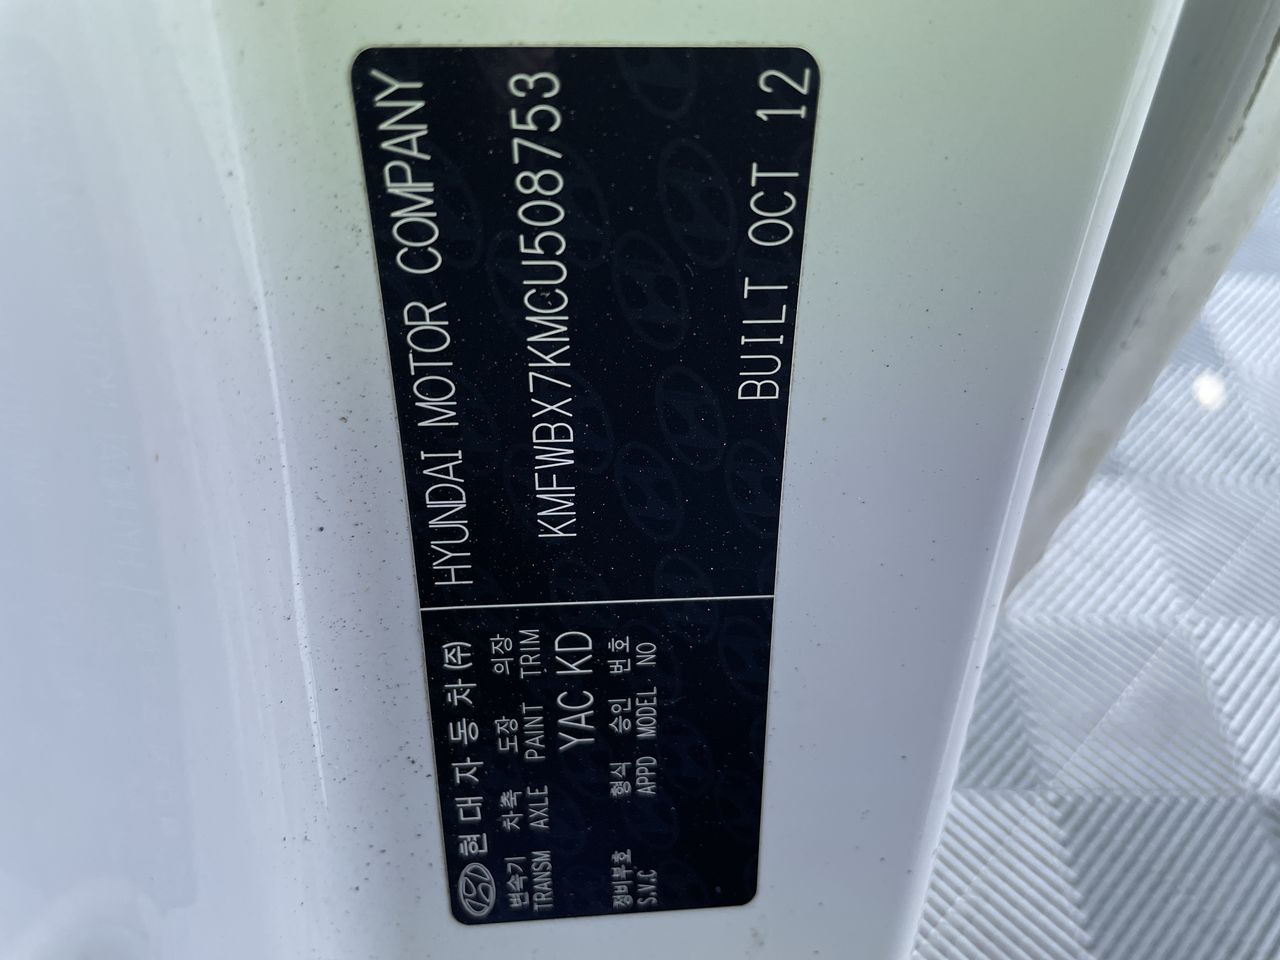 현대자동차(주)
변속기 차축 도장 의장
TRANSM AXLE PAINT TRIM
YAC KD
형식 승인 번호
APPD MODEL NO
정비부호
S.V.C
HYUNDAI MOTOR COMPANY
KMFWBX7KMCU508753
BUILT OCT 12